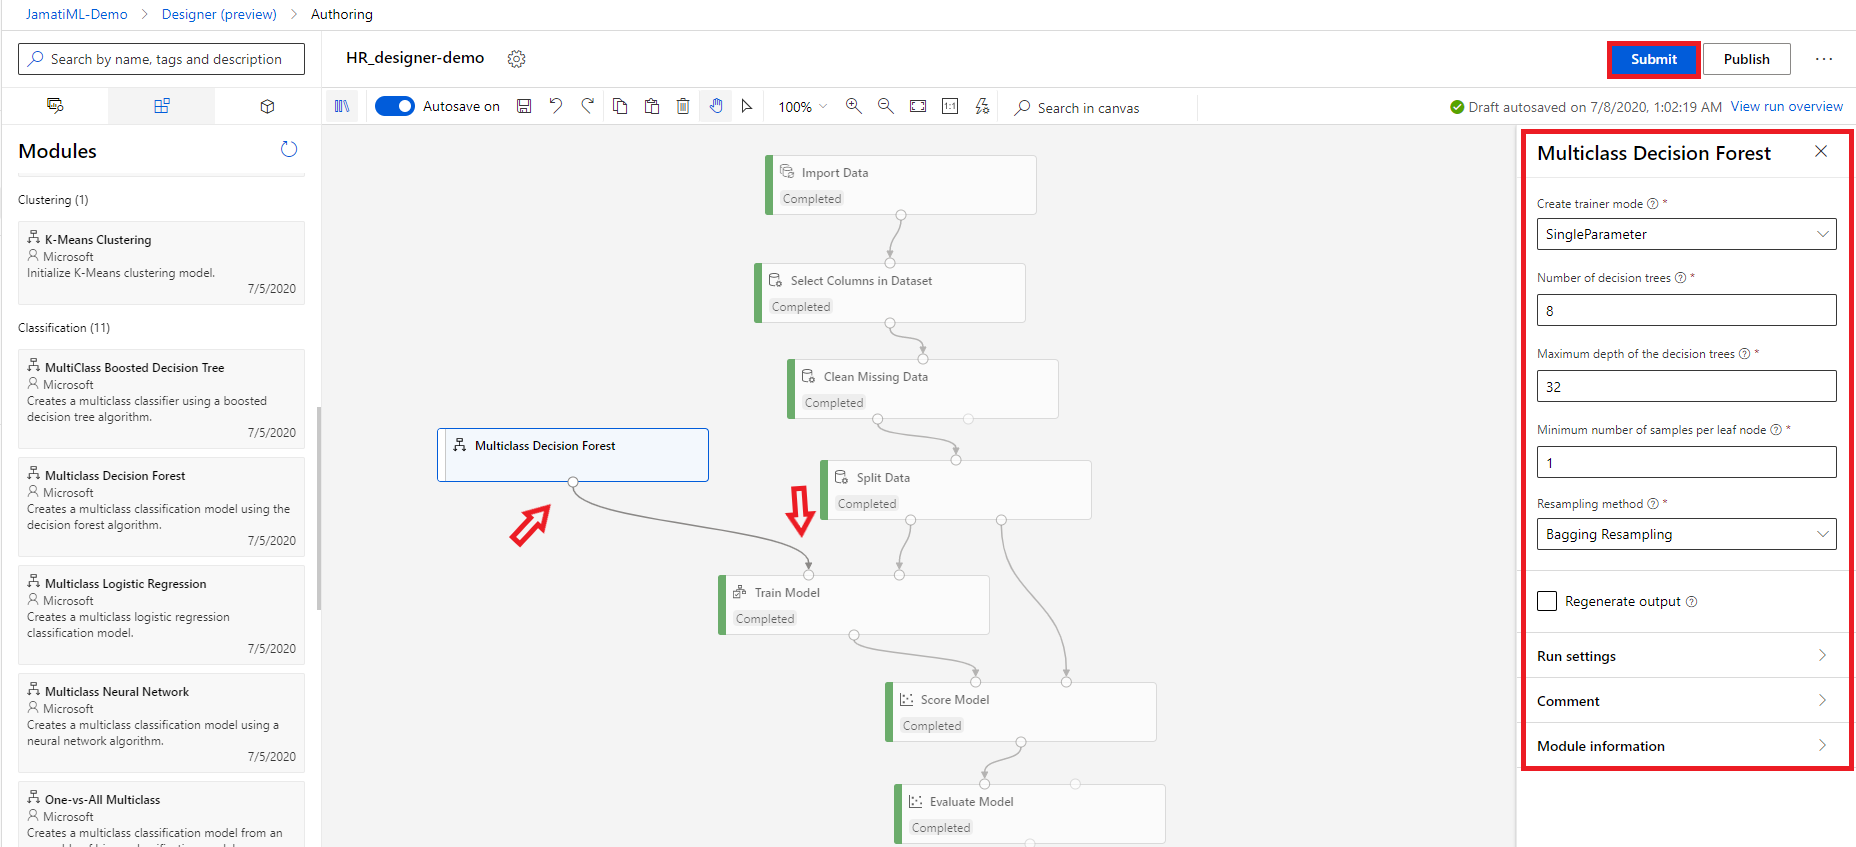 JamatiML-Demo > Designer (preview) > Authoring
Search by name, tags and description
HR_designer-demo
Submit
Publish
...
Autosave on
100%
1:1
Search in canvas
Draft autosaved on 7/8/2020, 1:02:19 AM
View run overview
Modules
Clustering (1)
K-Means Clustering
Microsoft
Initialize K-Means clustering model.
7/5/2020
Classification (11)
MultiClass Boosted Decision Tree
Microsoft
Creates a multiclass classifier using a boosted
decision tree algorithm.
7/5/2020
Multiclass Decision Forest
Microsoft
Creates a multiclass classification model using the
decision forest algorithm.
7/5/2020
Multiclass Logistic Regression
Microsoft
Creates a multiclass logistic regression
classification model.
7/5/2020
Multiclass Neural Network
Microsoft
Creates a multiclass classification model using a
neural network algorithm.
7/5/2020
One-vs-All Multiclass
Microsoft
Creates a multiclass classification model from an
Import Data
Completed
Select Columns in Dataset
Completed
Clean Missing Data
Completed
Multiclass Decision Forest
Split Data
Completed
Train Model
Completed
Score Model
Completed
Evaluate Model
Completed
Multiclass Decision Forest
Create trainer mode ? *
SingleParameter
Number of decision trees ? *
8
Maximum depth of the decision trees ? *
32
Minimum number of samples per leaf node ? *
1
Resampling method ? *
Bagging Resampling
Regenerate output ?
Run settings
Comment
Module information